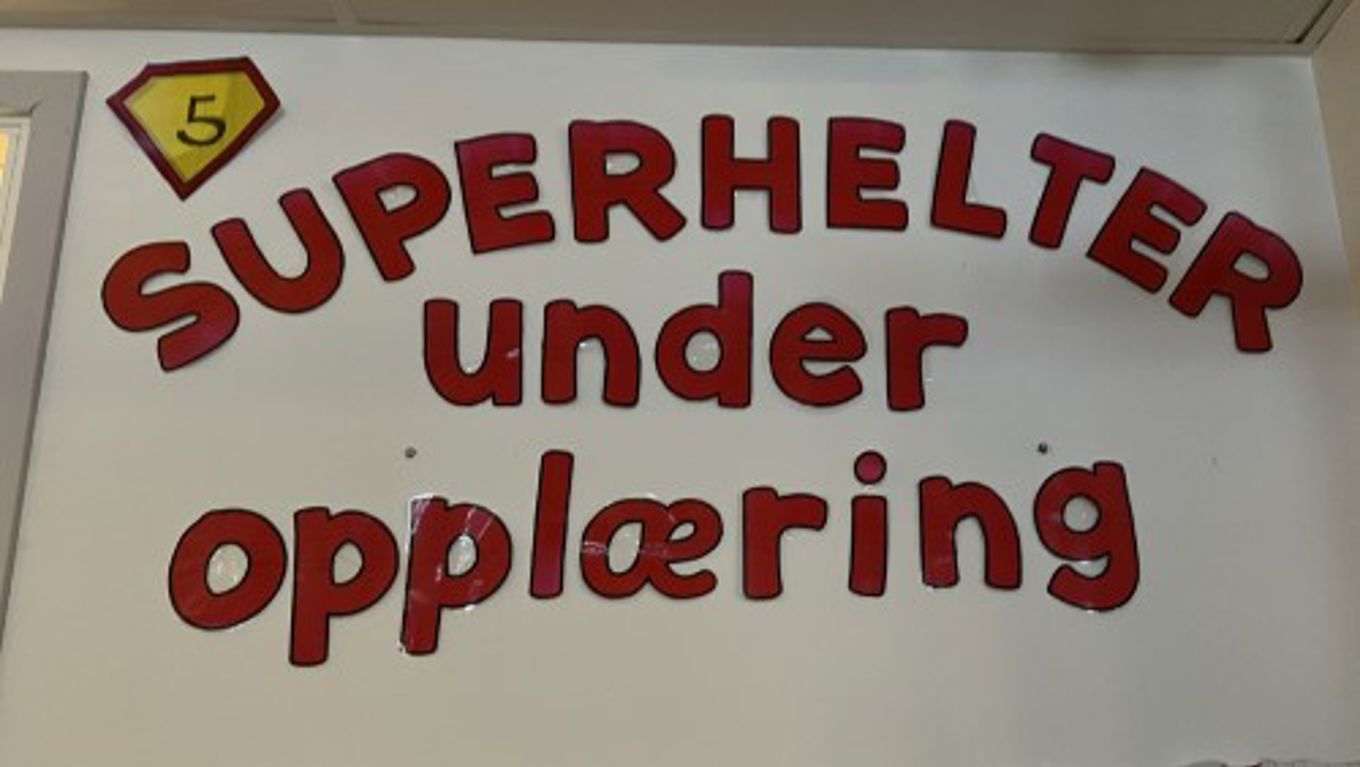 5
SUPERHELTER
under
opplæring